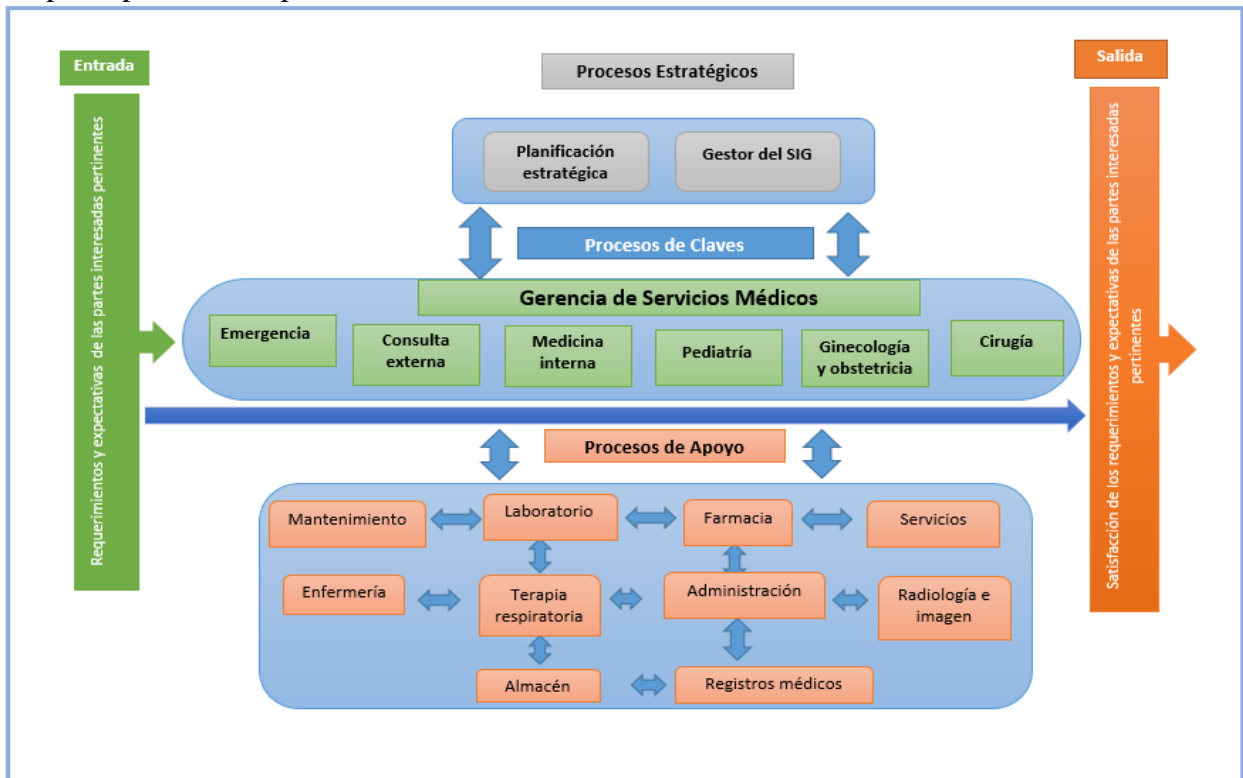 Entrada
Salida
Procesos Estratégicos
Requerimientos y expectativas de las partes interesadas pertinentes
Planificación
estratégica
Gestor del SIG
Procesos de Claves
Gerencia de Servicios Médicos
Emergencia
Consulta
externa
Medicina
interna
Pediatría
Ginecología
y obstetricia
Cirugía
Procesos de Apoyo
Mantenimiento
Laboratorio
Farmacia
Servicios
Enfermería
Terapia
respiratoria
Administración
Radiología e
imagen
Almacén
Registros médicos
Satisfacción de los requerimientos y expectativas de las partes interesadas
pertinentes